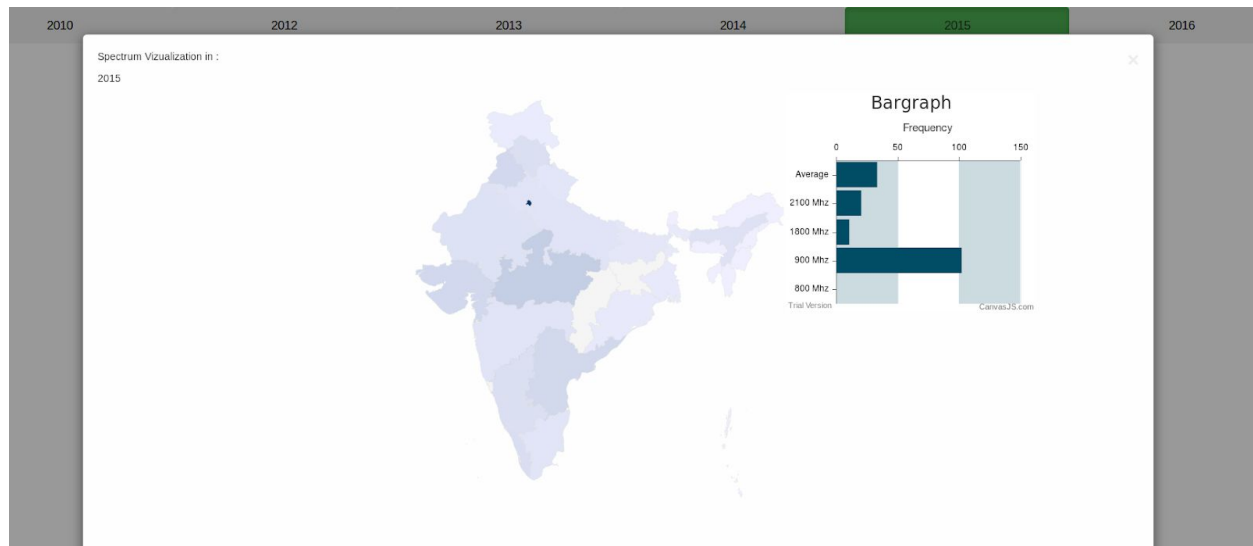 2010 2012 2013 2014 2015 2016
Spectrum Vizualization in :
×
2015
Bargraph
Frequency
0 50 100 150
Average
2100 Mhz
1800 Mhz
900 Mhz
800 Mhz
Trial Version CanvasJS.com